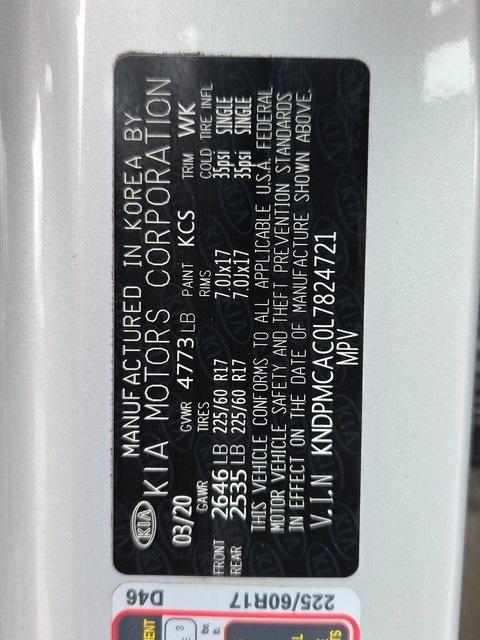 MANUFACTURED IN KOREA BY
KIA KIA MOTORS CORPORATION
03/20 GVWR 4773 LB PAINT KCS TRIM WK
GAWR TIRES RIMS COLD TIRE INFL
FRONT 2646 LB 225/60 R17 7.0Jx17 35psi SINGLE
REAR 2535 LB 225/60 R17 7.0Jx17 35psi SINGLE
THIS VEHICLE CONFORMS TO ALL APPLICABLE U.S.A. FEDERAL
MOTOR VEHICLE SAFETY AND THEFT PREVENTION STANDARDS
IN EFFECT ON THE DATE OF MANUFACTURE SHOWN ABOVE.
V.I.N KNDPMCAC0L7824721
MPV
D46
225/60R17